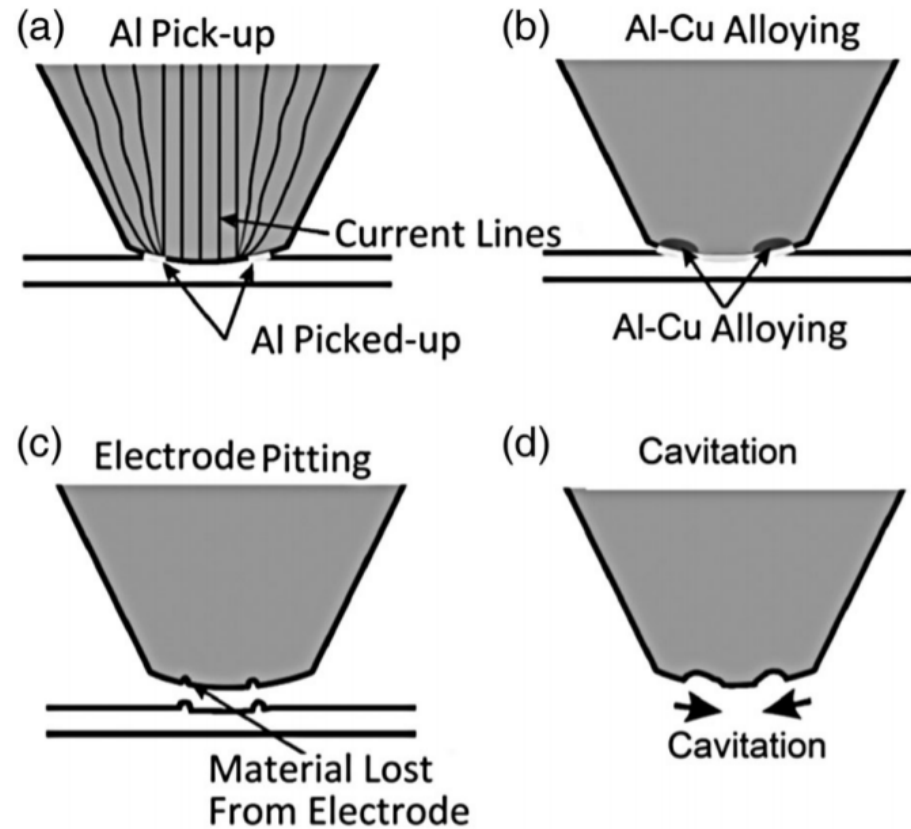 (a) Al Pick-up
Current Lines
Al Picked-up
(b) Al-Cu Alloying
Al-Cu Alloying
(c) Electrode Pitting
Material Lost
From Electrode
(d) Cavitation
Cavitation